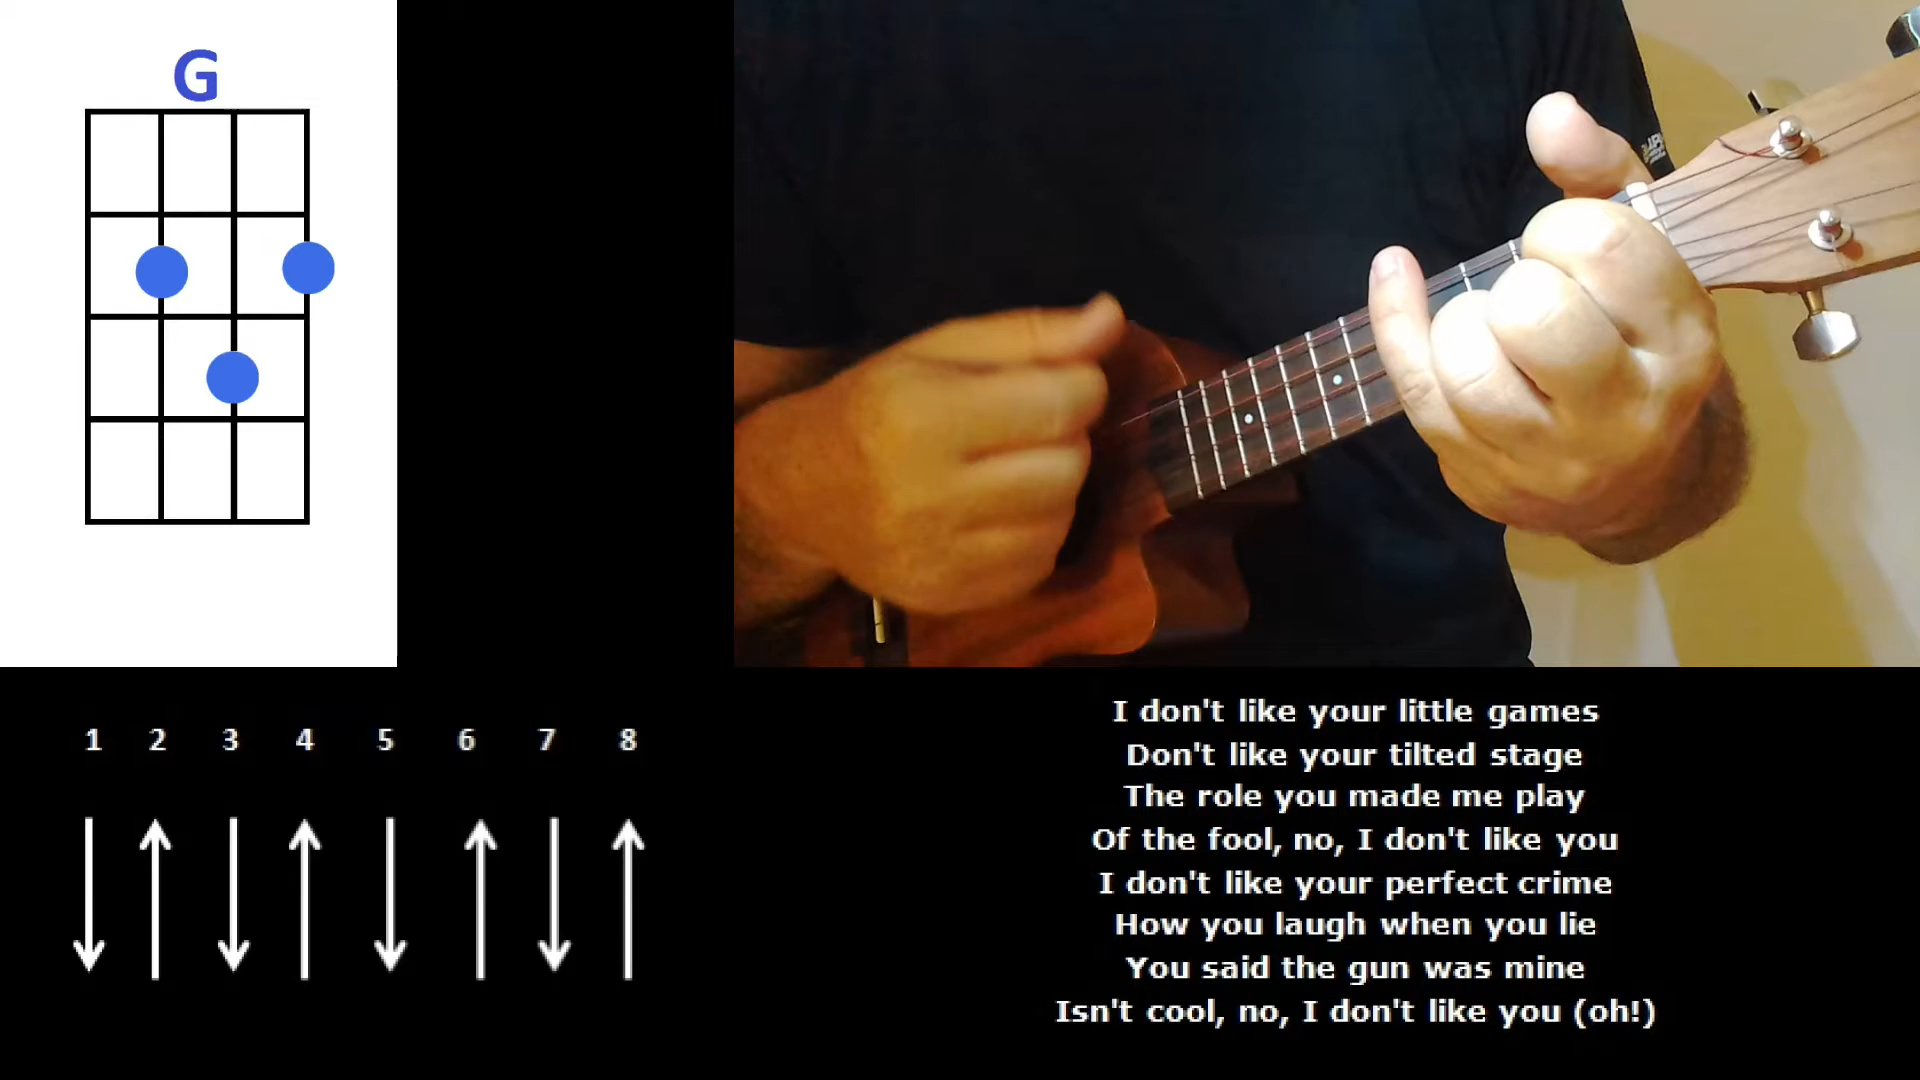 G
1 2 3 4 5 6 7 8
I don't like your little games
Don't like your tilted stage
The role you made me play
Of the fool, no, I don't like you
I don't like your perfect crime
How you laugh when you lie
You said the gun was mine
Isn't cool, no, I don't like you (oh!)